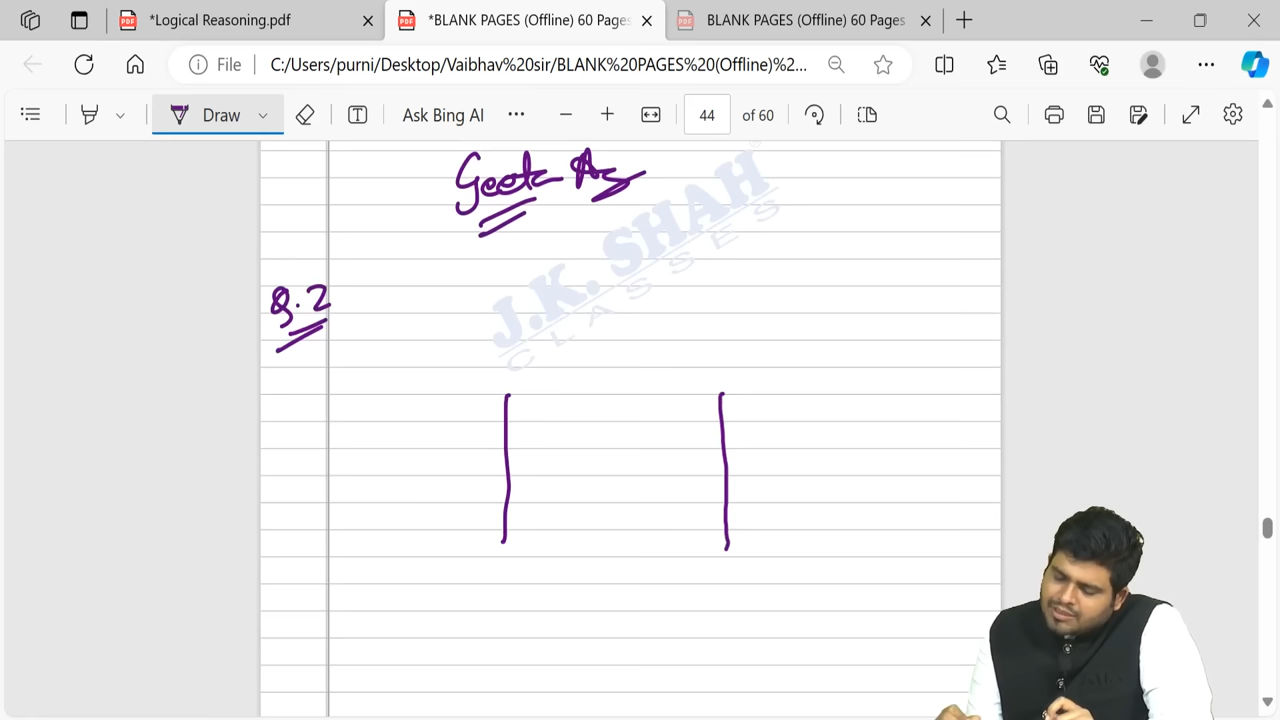 *Logical Reasoning.pdf
*BLANK PAGES (Offline) 60 Pages
BLANK PAGES (Offline) 60 Pages
File
C:/Users/purni/Desktop/Vaibhav%20sir/BLANK%20PAGES%20(Offline)%2...
Draw
Ask Bing AI
44 of 60
Geeta
J.K. SHAH
CLASSES
Q.2